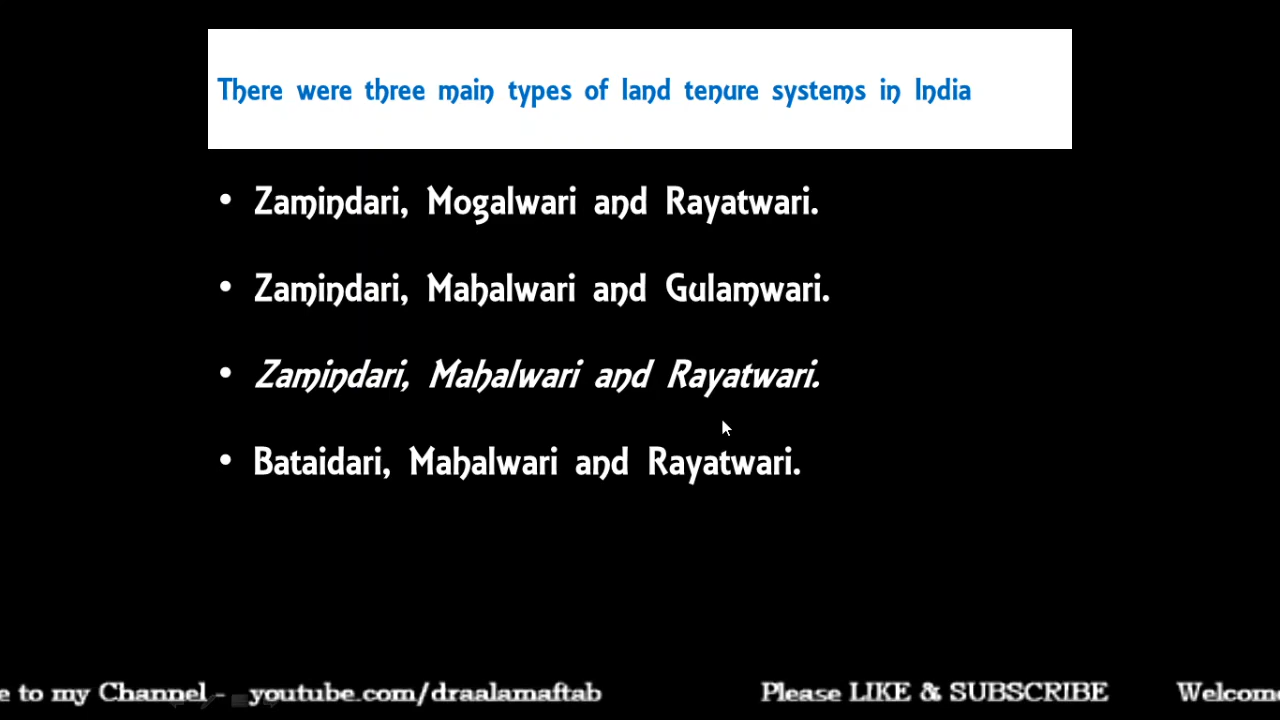 There were three main types of land tenure systems in India
• Zamindari, Mogalwari and Rayatwari.
• Zamindari, Mahalwari and Gulamwari.
• Zamindari, Mahalwari and Rayatwari.
• Bataidari, Mahalwari and Rayatwari.
e to my Channel - youtube.com/draalamaftab Please LIKE & SUBSCRIBE Welcome